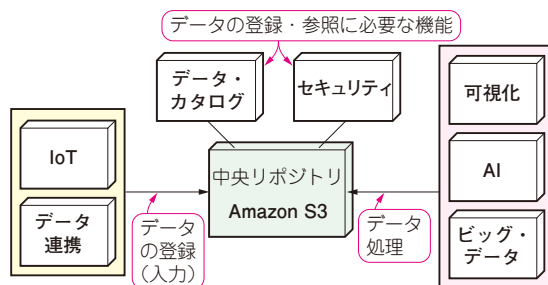 データの登録・参照に必要な機能
データ・
カタログ
セキュリティ
可視化
IoT
中央リポジトリ
Amazon S3
AI
データ
連携
データ
の登録
（入力）
データ
処理
ビッグ・
データ